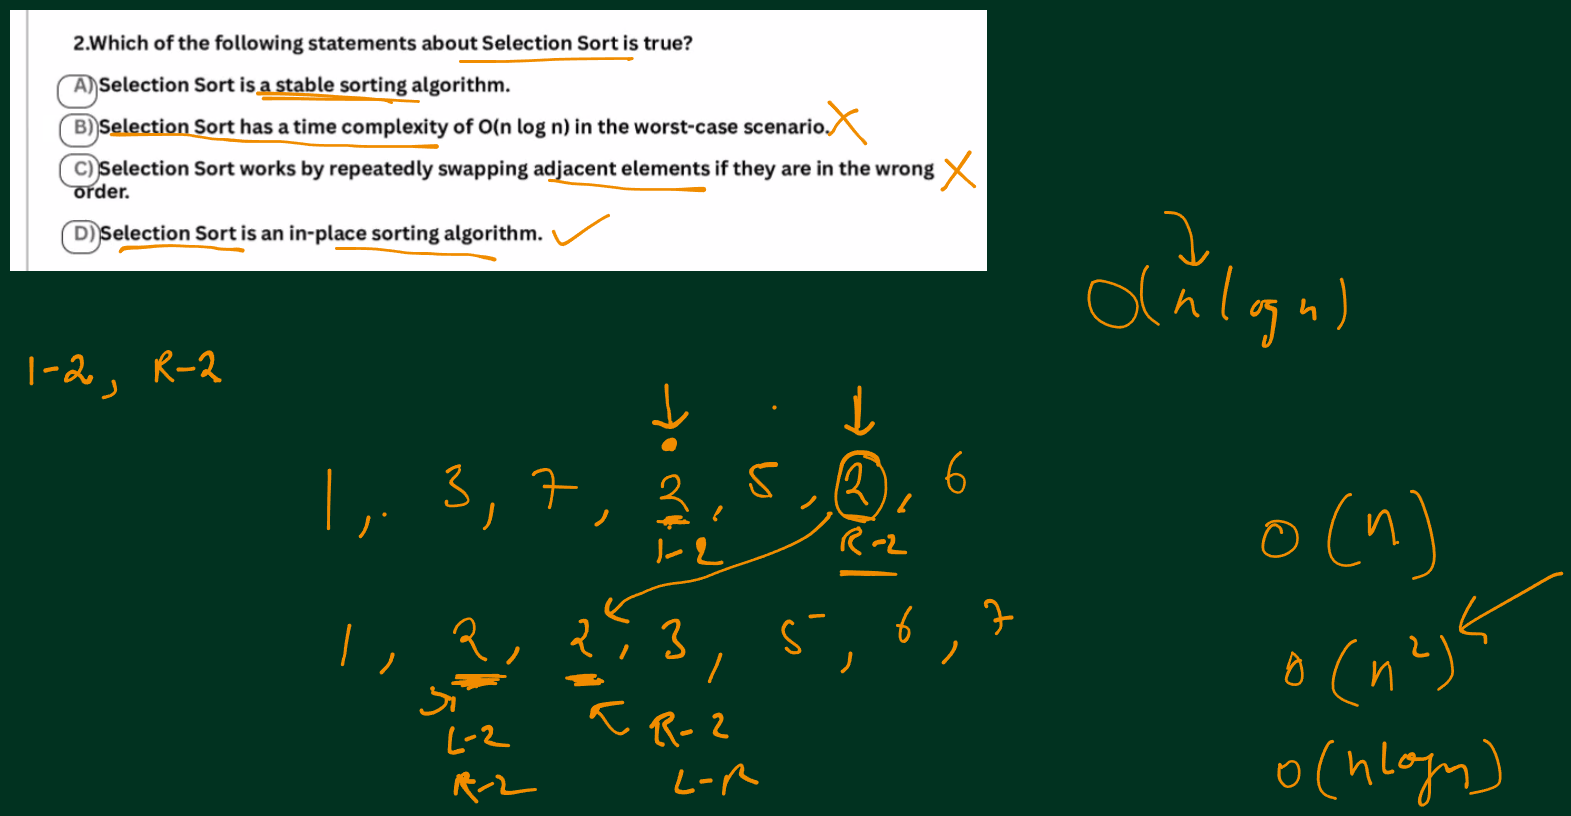 2.Which of the following statements about Selection Sort is true?
A) Selection Sort is a stable sorting algorithm.
B) Selection Sort has a time complexity of O(n log n) in the worst-case scenario.
C) Selection Sort works by repeatedly swapping adjacent elements if they are in the wrong
order.
D) Selection Sort is an in-place sorting algorithm.
O(n log n)
1-2, R-2
1, 3, 7, 2, 5, 2, 6
1-2 R-2
O(n)
1, 2, 2, 3, 5, 6, 7
O(n²)
L-2 R-2
R-2 L-R
O(n log n)